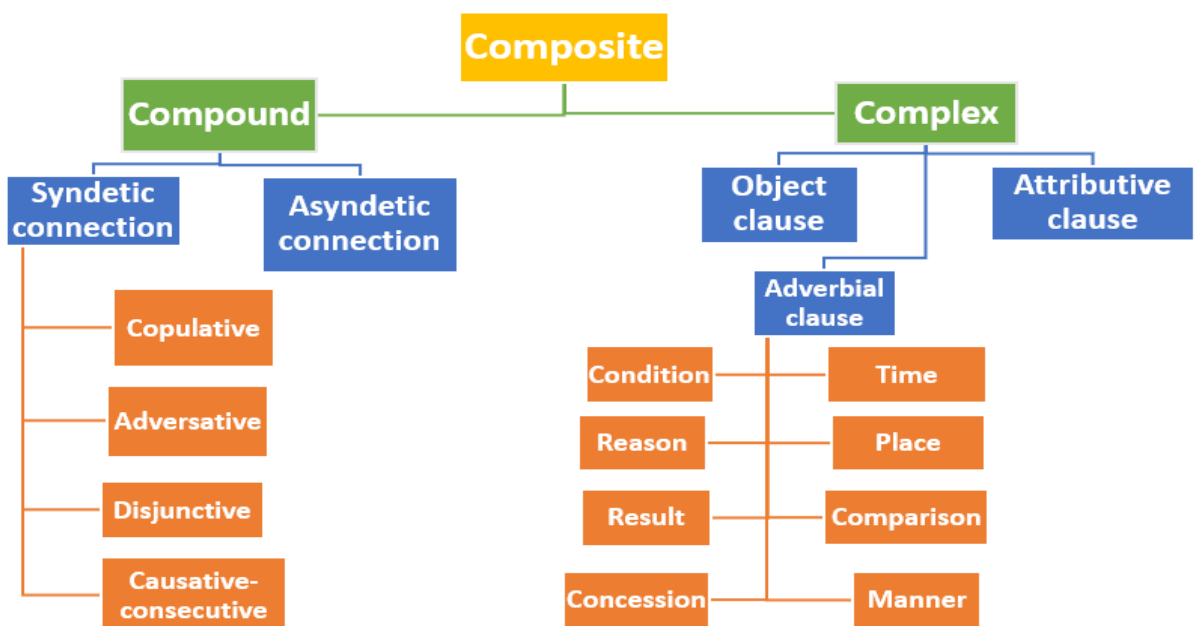 Composite
Compound
Complex
Syndetic
connection
Asyndetic
connection
Object
clause
Attributive
clause
Adverbial
clause
Copulative
Adversative
Disjunctive
Causative-
consecutive
Condition
Time
Reason
Place
Result
Comparison
Concession
Manner